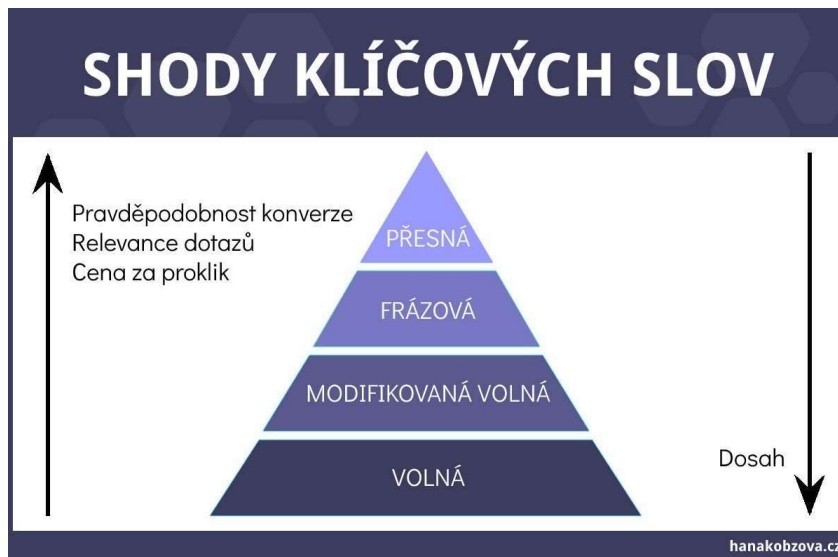 SHODY KLÍČOVÝCH SLOV
Pravděpodobnost konverze
Relevance dotazů
Cena za proklik
PŘESNÁ
FRÁZOVÁ
MODIFIKOVANÁ VOLNÁ
VOLNÁ
Dosah
hanakobzova.cz